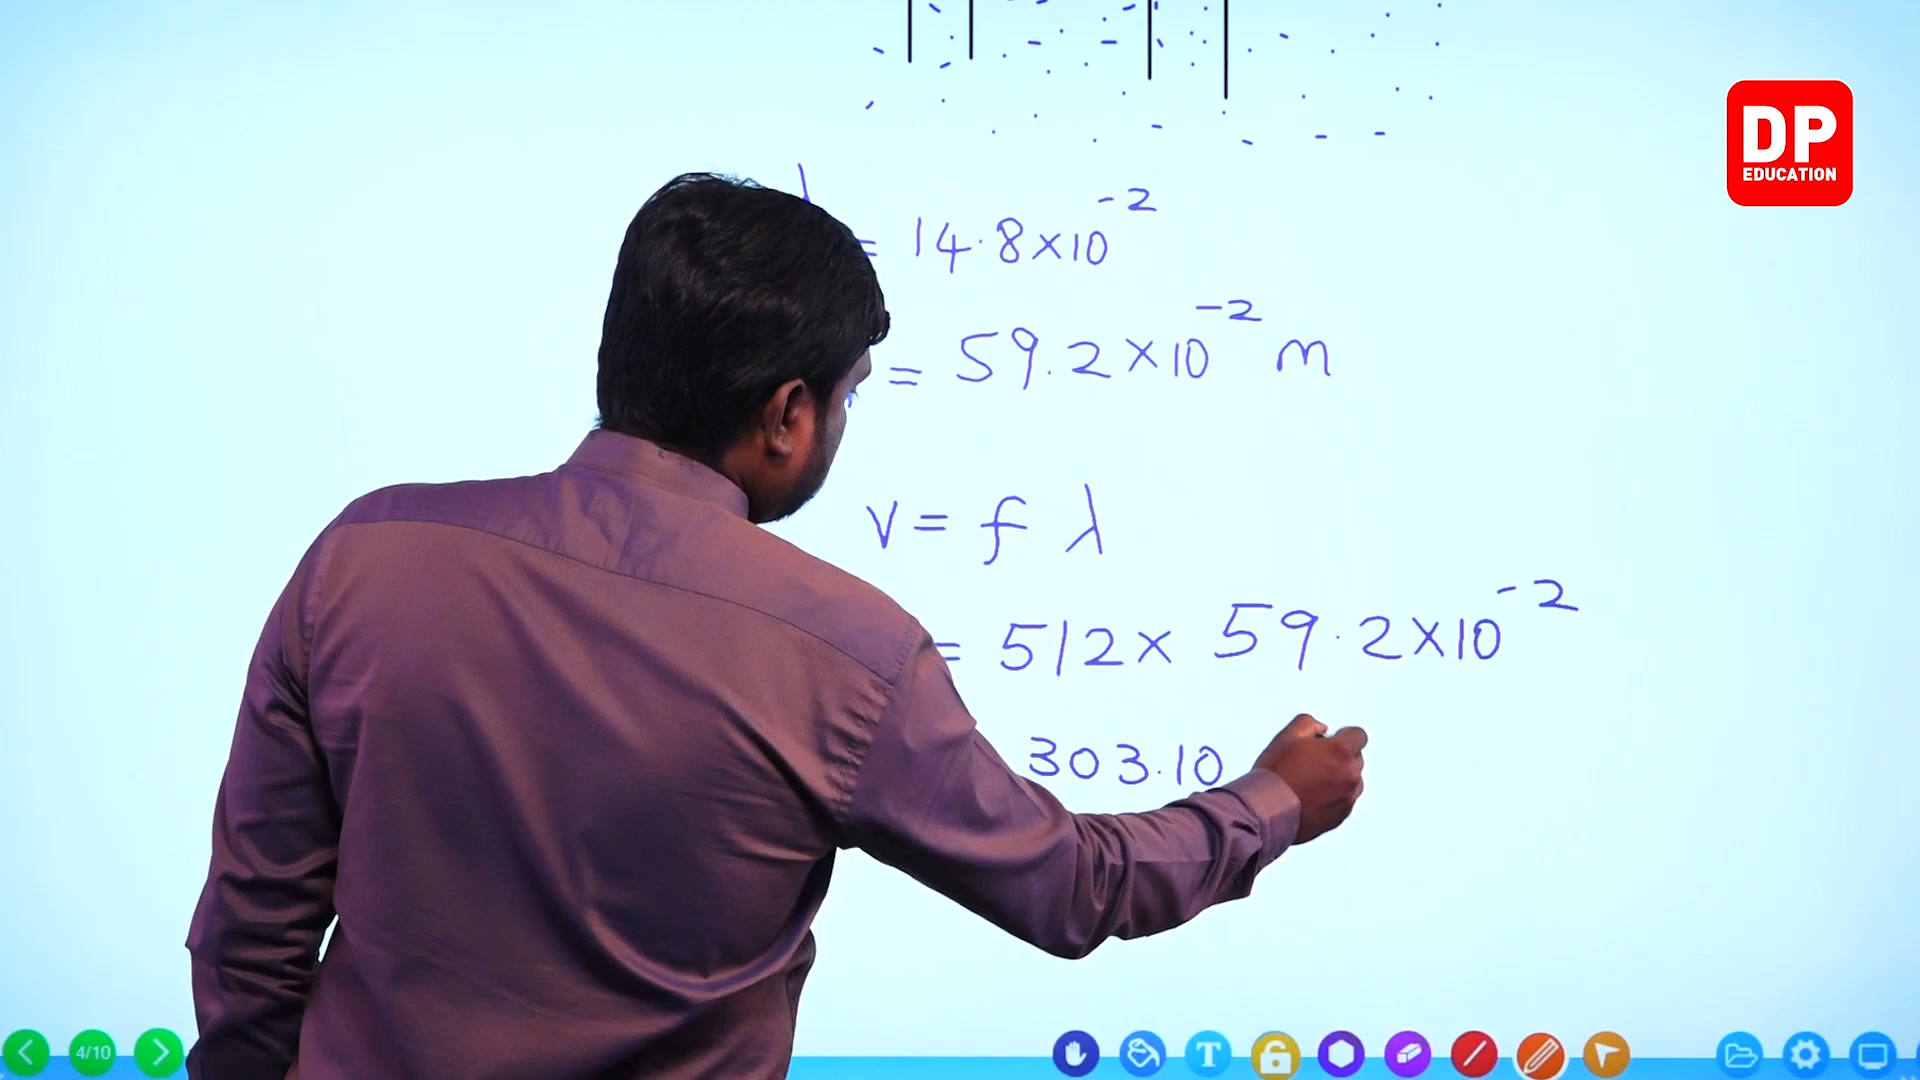 DP
EDUCATION
λ
= 14.8×10⁻²
= 59.2×10⁻² m
v = f λ
= 512 × 59.2×10⁻²
303.10
4/10
T